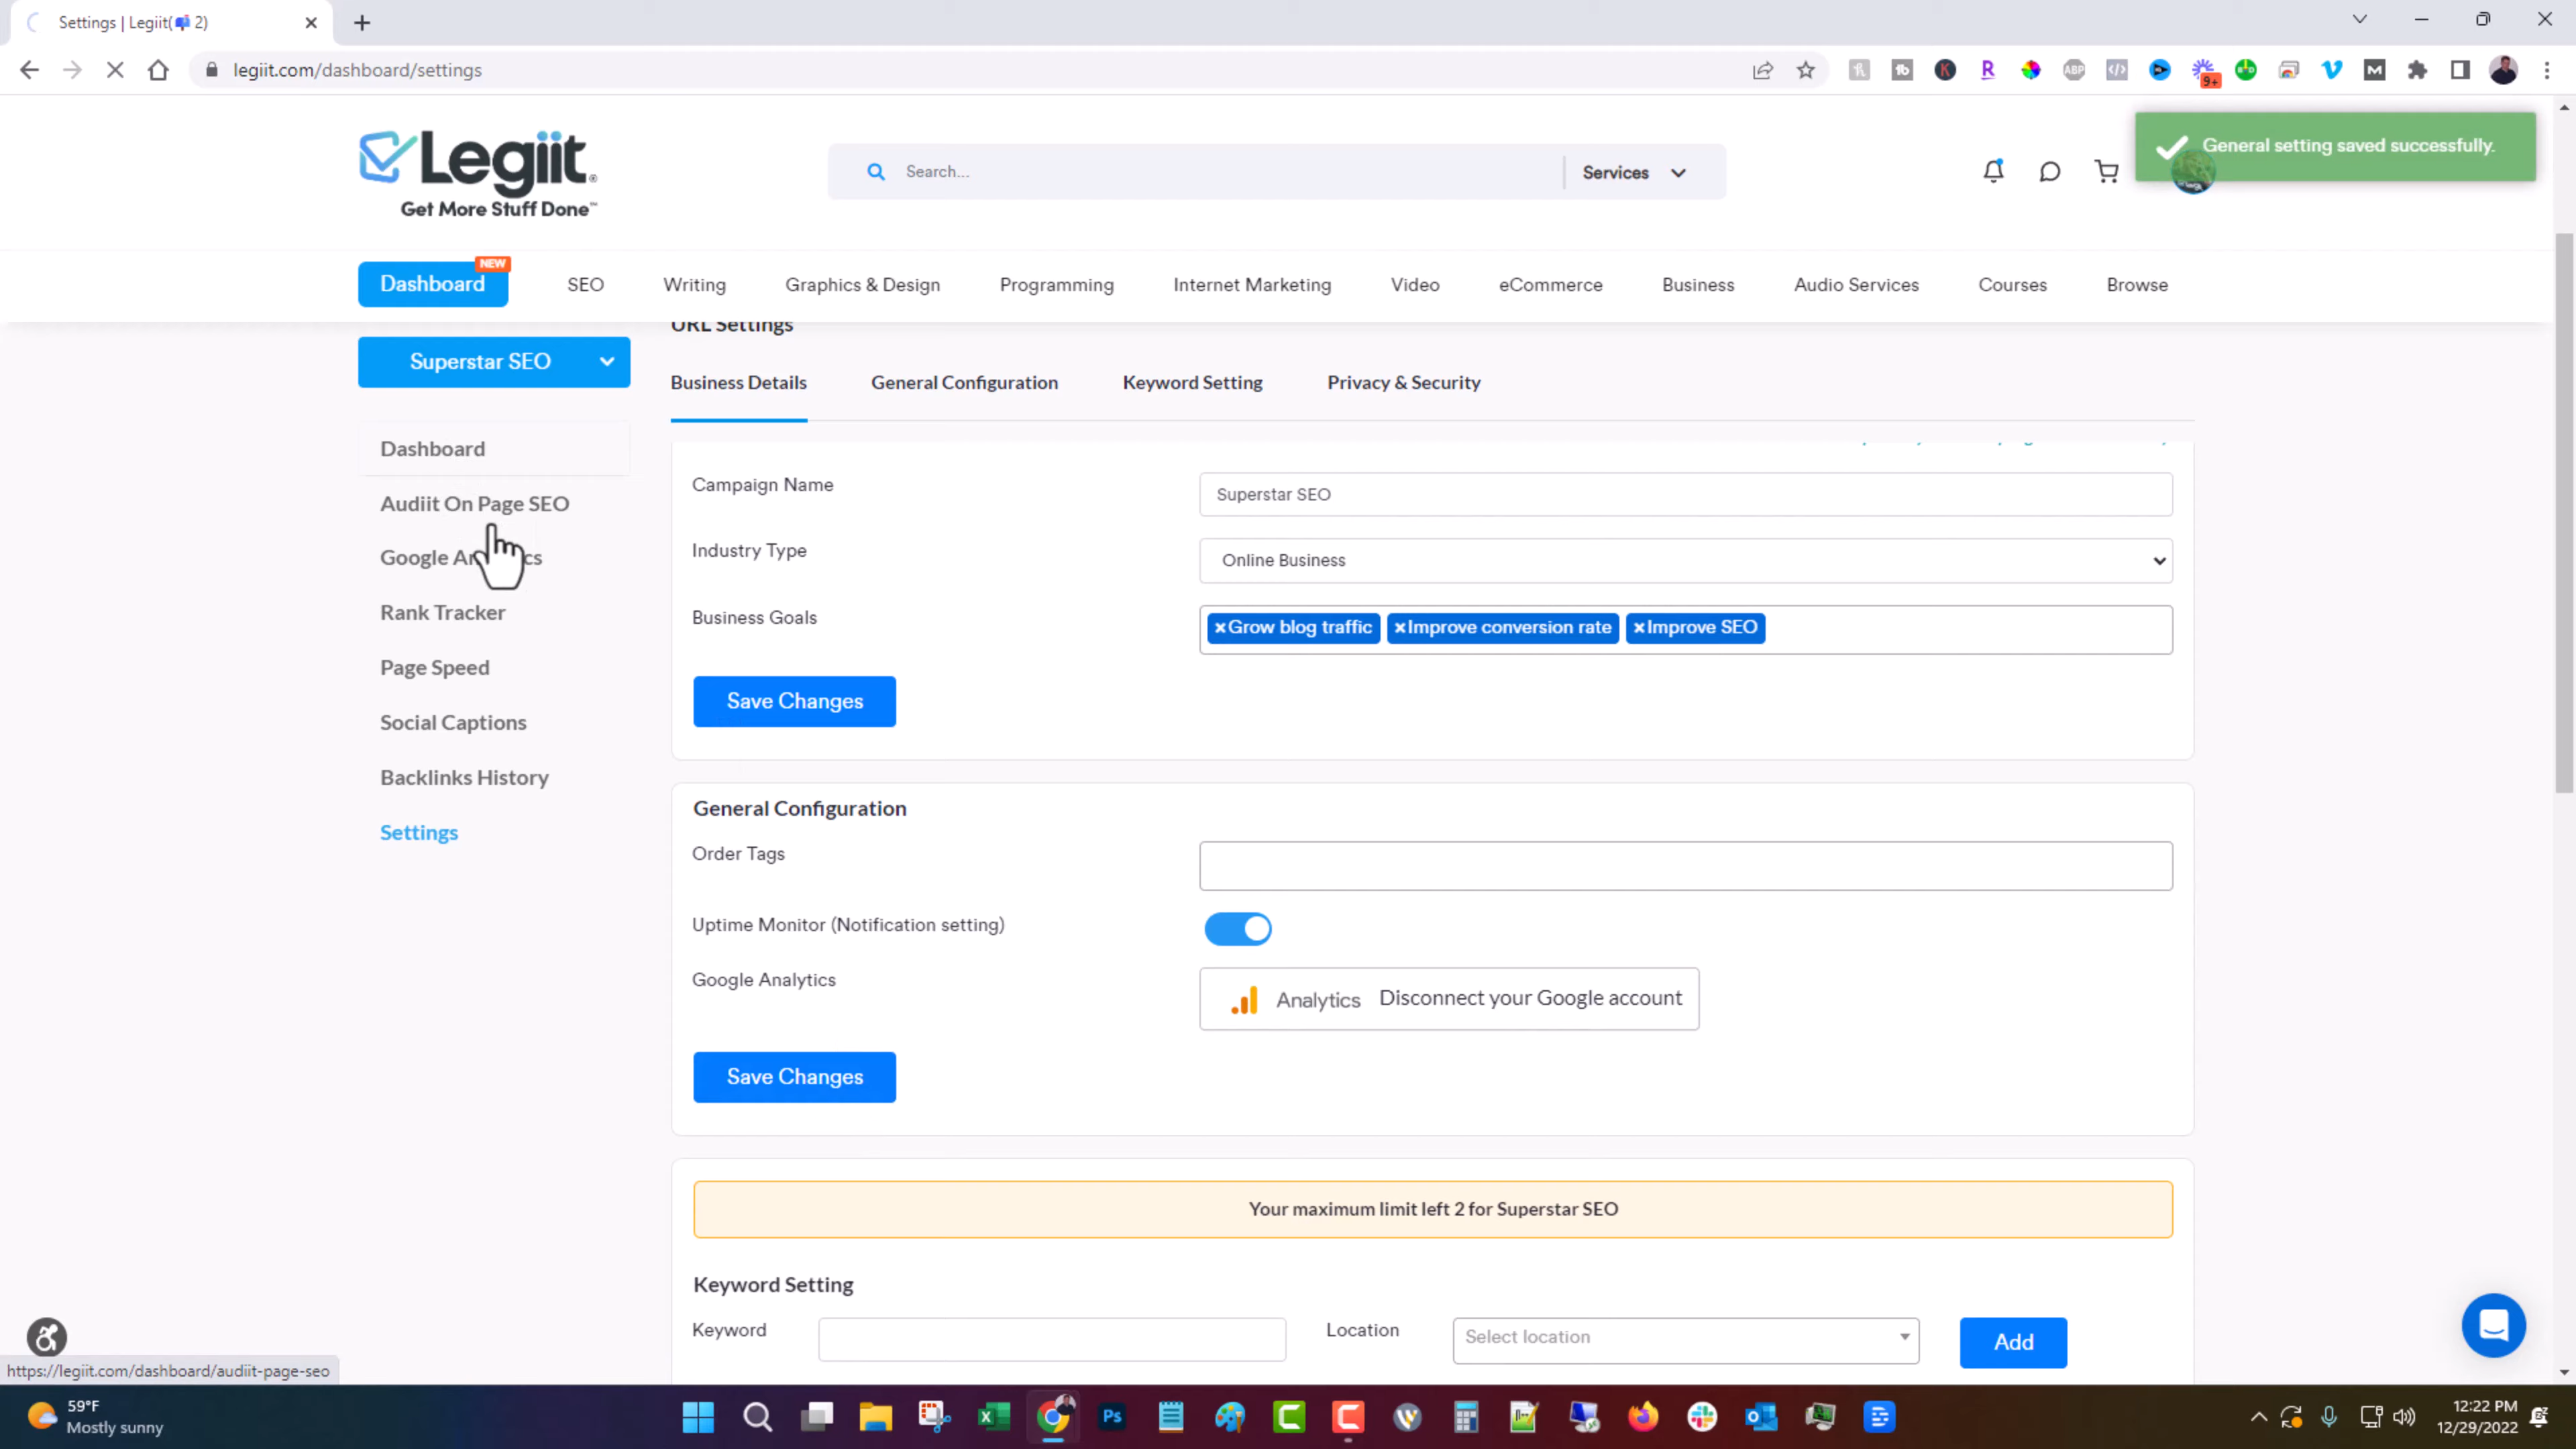 Settings | Legiit(📬 2)
legiit.com/dashboard/settings
9+
Legiit
Get More Stuff Done™
Search...
Services
General setting saved successfully.
Dashboard
NEW
SEO
Writing
Graphics & Design
Programming
Internet Marketing
Video
eCommerce
Business
Audio Services
Courses
Browse
Superstar SEO
URL Settings
Business Details
General Configuration
Keyword Setting
Privacy & Security
Dashboard
Audiit On Page SEO
Google
Rank Tracker
Page Speed
Social Captions
Backlinks History
Settings
Campaign Name
Superstar SEO
Industry Type
Online Business
Business Goals
×Grow blog traffic
×Improve conversion rate
×Improve SEO
Save Changes
General Configuration
Order Tags
Uptime Monitor (Notification setting)
Google Analytics
Analytics Disconnect your Google account
Save Changes
Your maximum limit left 2 for Superstar SEO
Keyword Setting
Keyword
Location
Select location
Add
https://legiit.com/dashboard/audiit-page-seo
59°F
Mostly sunny
12:22 PM
12/29/2022